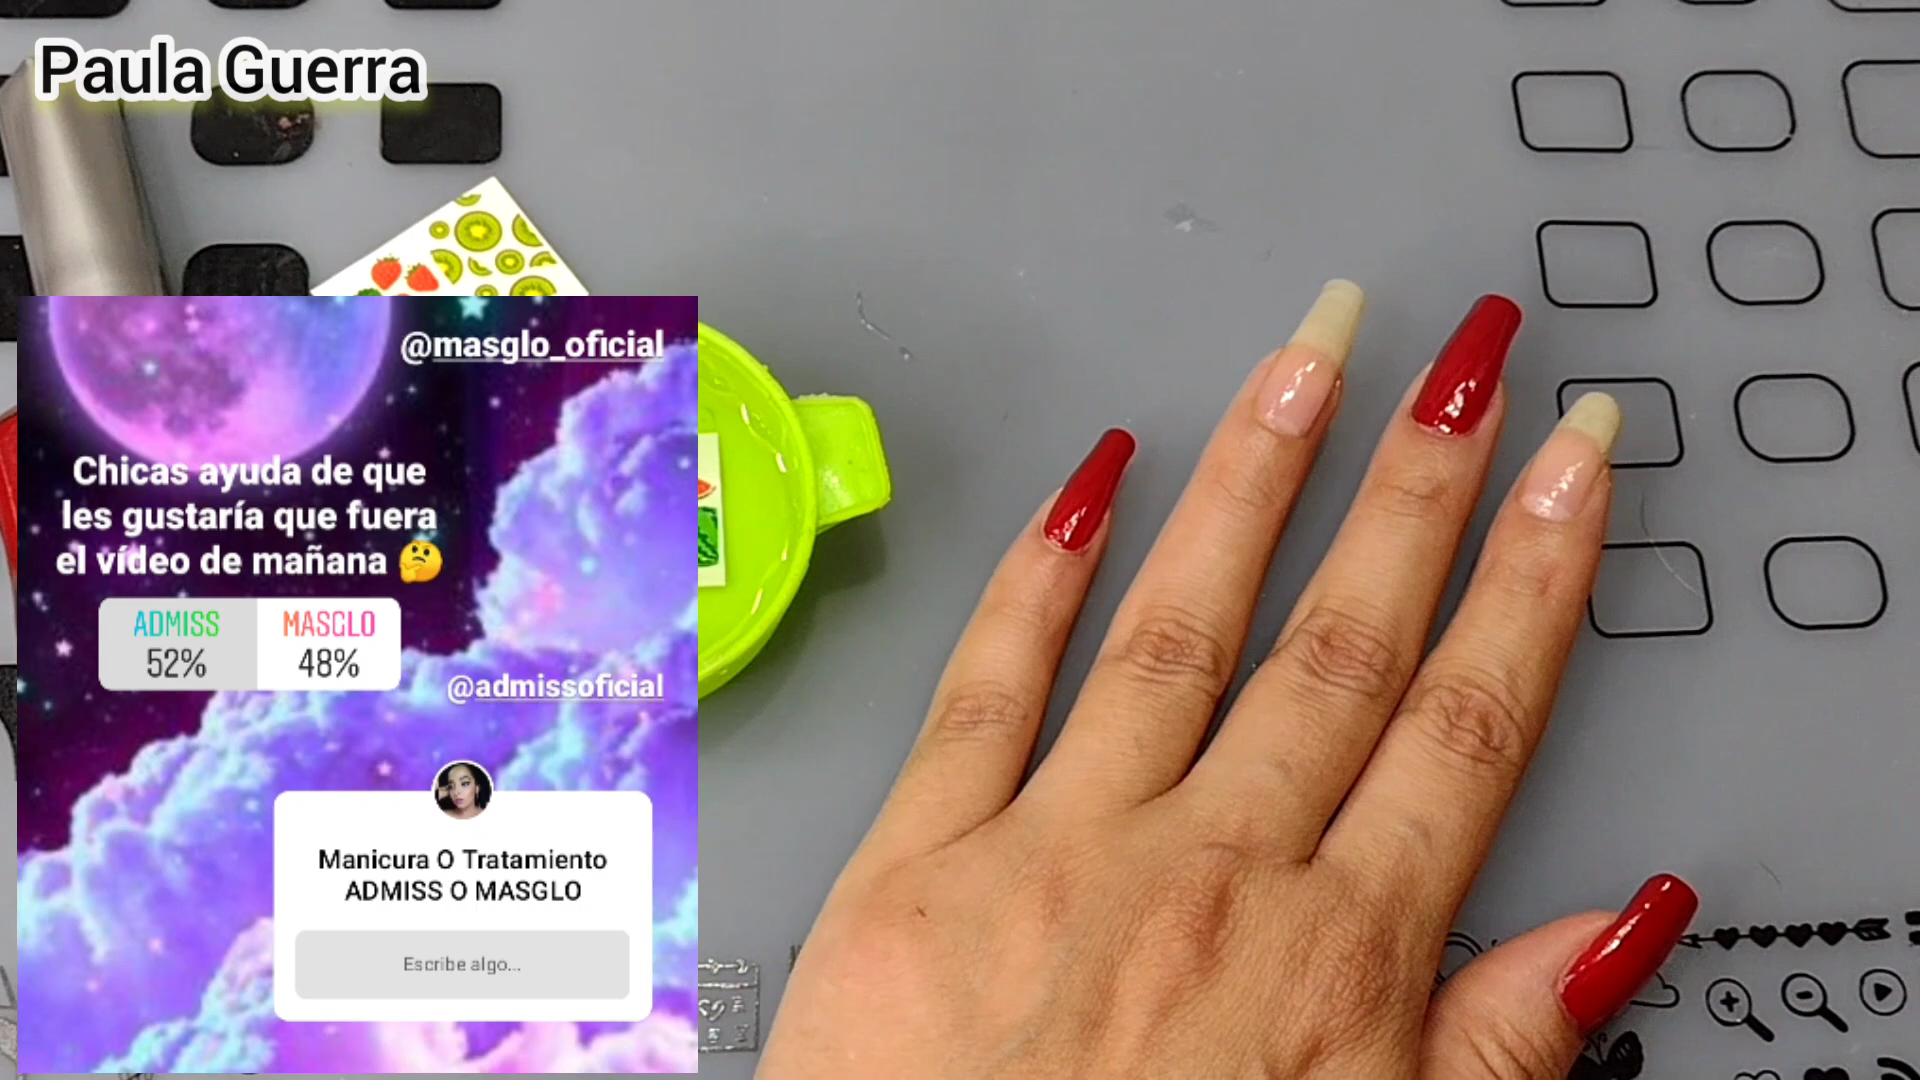 Paula Guerra
@masglo_oficial
Chicas ayuda de que
les gustaría que fuera
el vídeo de mañana 🤔
ADMISS MASGLO
52% 48%
@admissoficial
Manicura O Tratamiento
ADMISS O MASGLO
Escribe algo...